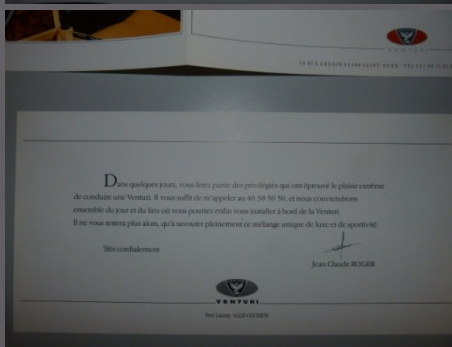 VENTURI
Dans quelques jours, vous ferez partie des privilégiés qui ont éprouvé le plaisir extrême
de conduire une Venturi. Il vous suffit de m'appeler au 40 58 50 50, et nous conviendrons
ensemble du jour et du lieu où vous pourrez enfin vous installer à bord de la Venturi.
Il ne vous restera plus alors, qu'à savourer pleinement ce mélange unique de luxe et de sportivité.
Très cordialement
Jean Claude ROGER
VENTURI